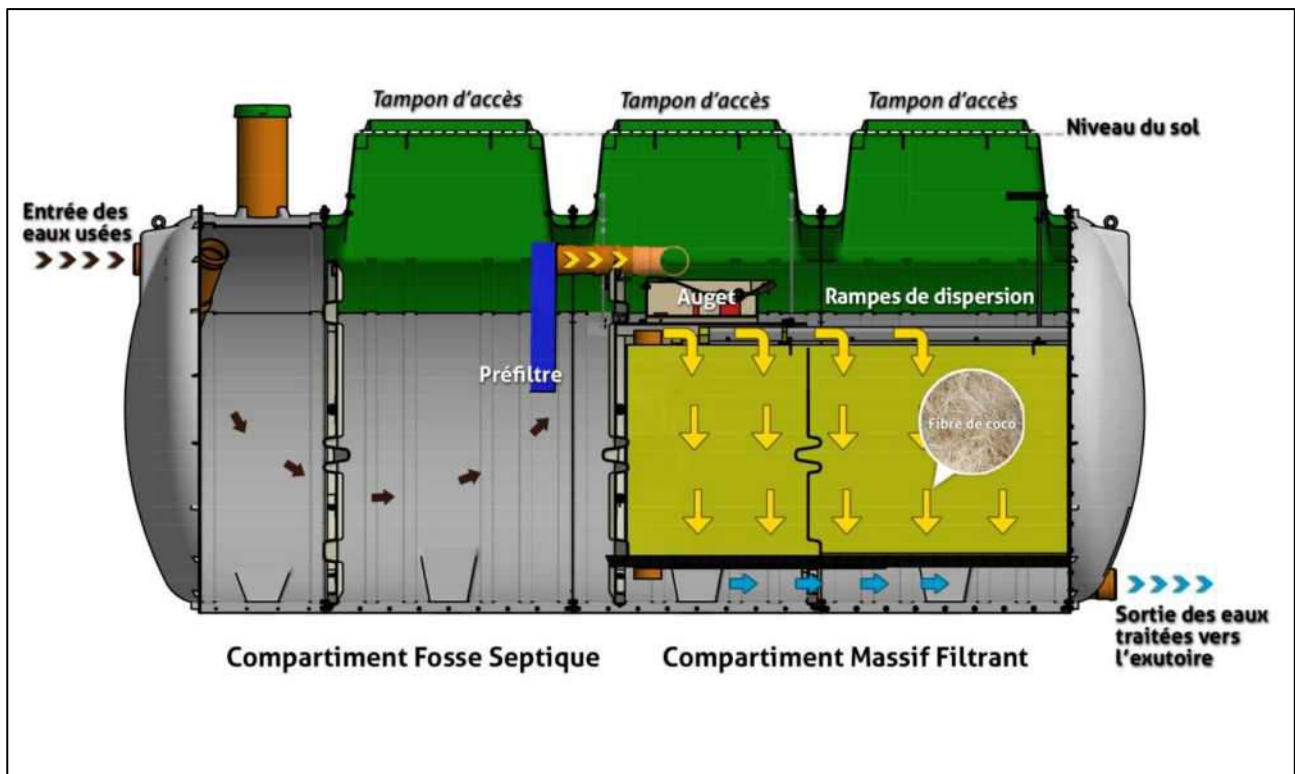 Tampon d'accès
Tampon d'accès
Tampon d'accès
Niveau du sol
Entrée des
eaux usées
Auget
Rampes de dispersion
Préfiltre
Fibre de coco
Sortie des eaux
traitées vers
l'exutoire
Compartiment Fosse Septique
Compartiment Massif Filtrant